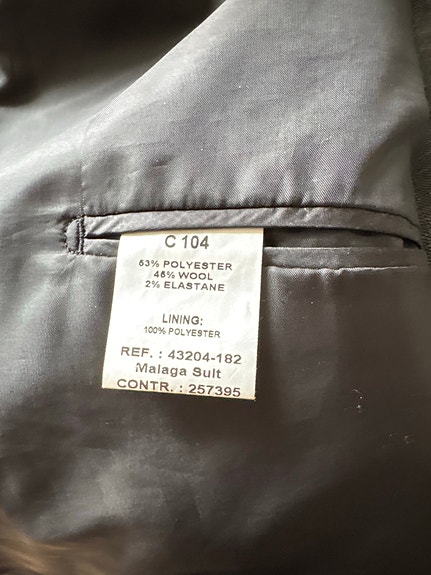 C 104
53% POLYESTER
45% WOOL
2% ELASTANE
LINING:
100% POLYESTER
REF. : 43204-182
Malaga Suit
CONTR. : 257395